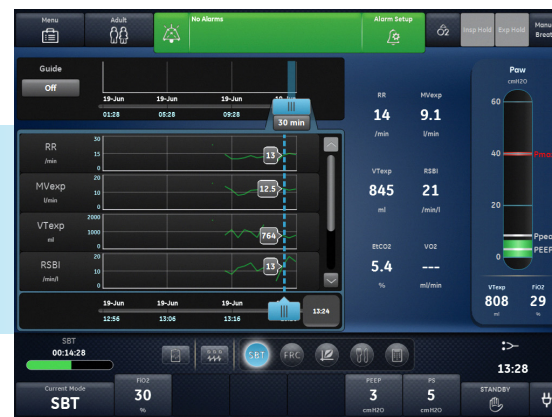 Menu
Adult
No Alarms
Alarm Setup
O2
Insp Hold
Exp Hold
Manu
Breat
Guide
Off
19-Jun 19-Jun 19-Jun
01:28 05:28 09:28
30 min
RR
/min
30
15
0
13
MVexp
l/min
20
10
0
12.5
VTexp
ml
2000
1000
0
764
RSBI
/min/l
20
10
0
13
19-Jun 19-Jun 19-Jun
12:56 13:06 13:16
13:24
RR MVexp
14 9.1
/min l/min
VTexp RSBI
845 21
ml /min/l
EtCO2 VO2
5.4 ---
% ml/min
Paw
cmH2O
60
40
20
0
Pmax
Ppea
PEEP
VTexp FiO2
808 29
ml %
SBT
00:14:28
SBT
FRC
13:28
Current Mode
SBT
FiO2
30
%
PEEP
3
cmH2O
PS
5
cmH2O
STANDBY